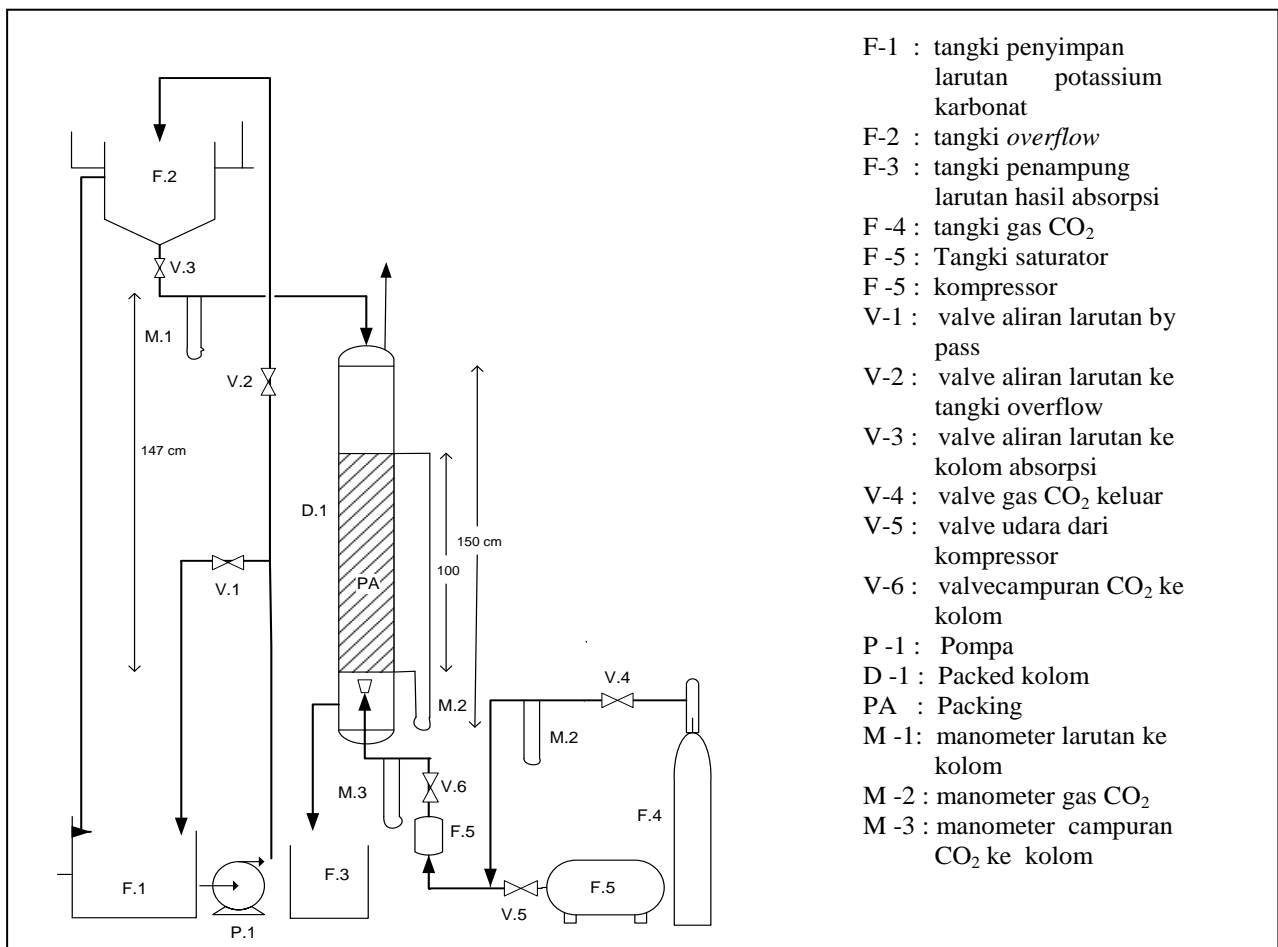 F.2
V.3
M.1
V.2
147 cm
D.1
150 cm
100
PA
V.1
V.4
M.2
M.2
V.6
M.3
F.4
F.5
F.1
F.3
F.5
V.5
P.1
F-1 : tangki penyimpan
larutan potassium
karbonat
F-2 : tangki overflow
F-3 : tangki penampung
larutan hasil absorpsi
F -4 : tangki gas CO₂
F -5 : Tangki saturator
F -5 : kompressor
V-1 : valve aliran larutan by
pass
V-2 : valve aliran larutan ke
tangki overflow
V-3 : valve aliran larutan ke
kolom absorpsi
V-4 : valve gas CO₂ keluar
V-5 : valve udara dari
kompressor
V-6 : valvecampuran CO₂ ke
kolom
P -1 : Pompa
D -1 : Packed kolom
PA : Packing
M -1: manometer larutan ke
kolom
M -2 : manometer gas CO₂
M -3 : manometer campuran
CO₂ ke kolom